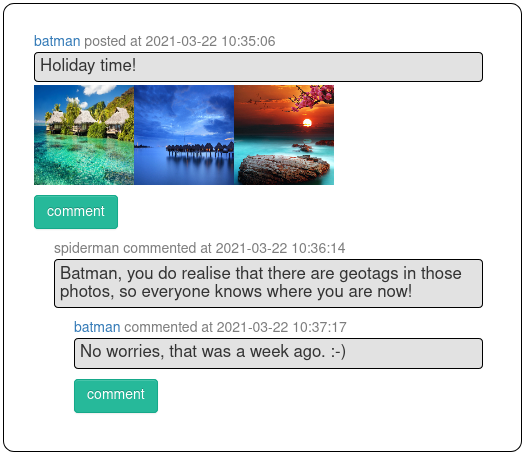 batman posted at 2021-03-22 10:35:06
Holiday time!
comment
spiderman commented at 2021-03-22 10:36:14
Batman, you do realise that there are geotags in those
photos, so everyone knows where you are now!
batman commented at 2021-03-22 10:37:17
No worries, that was a week ago. :-)
comment